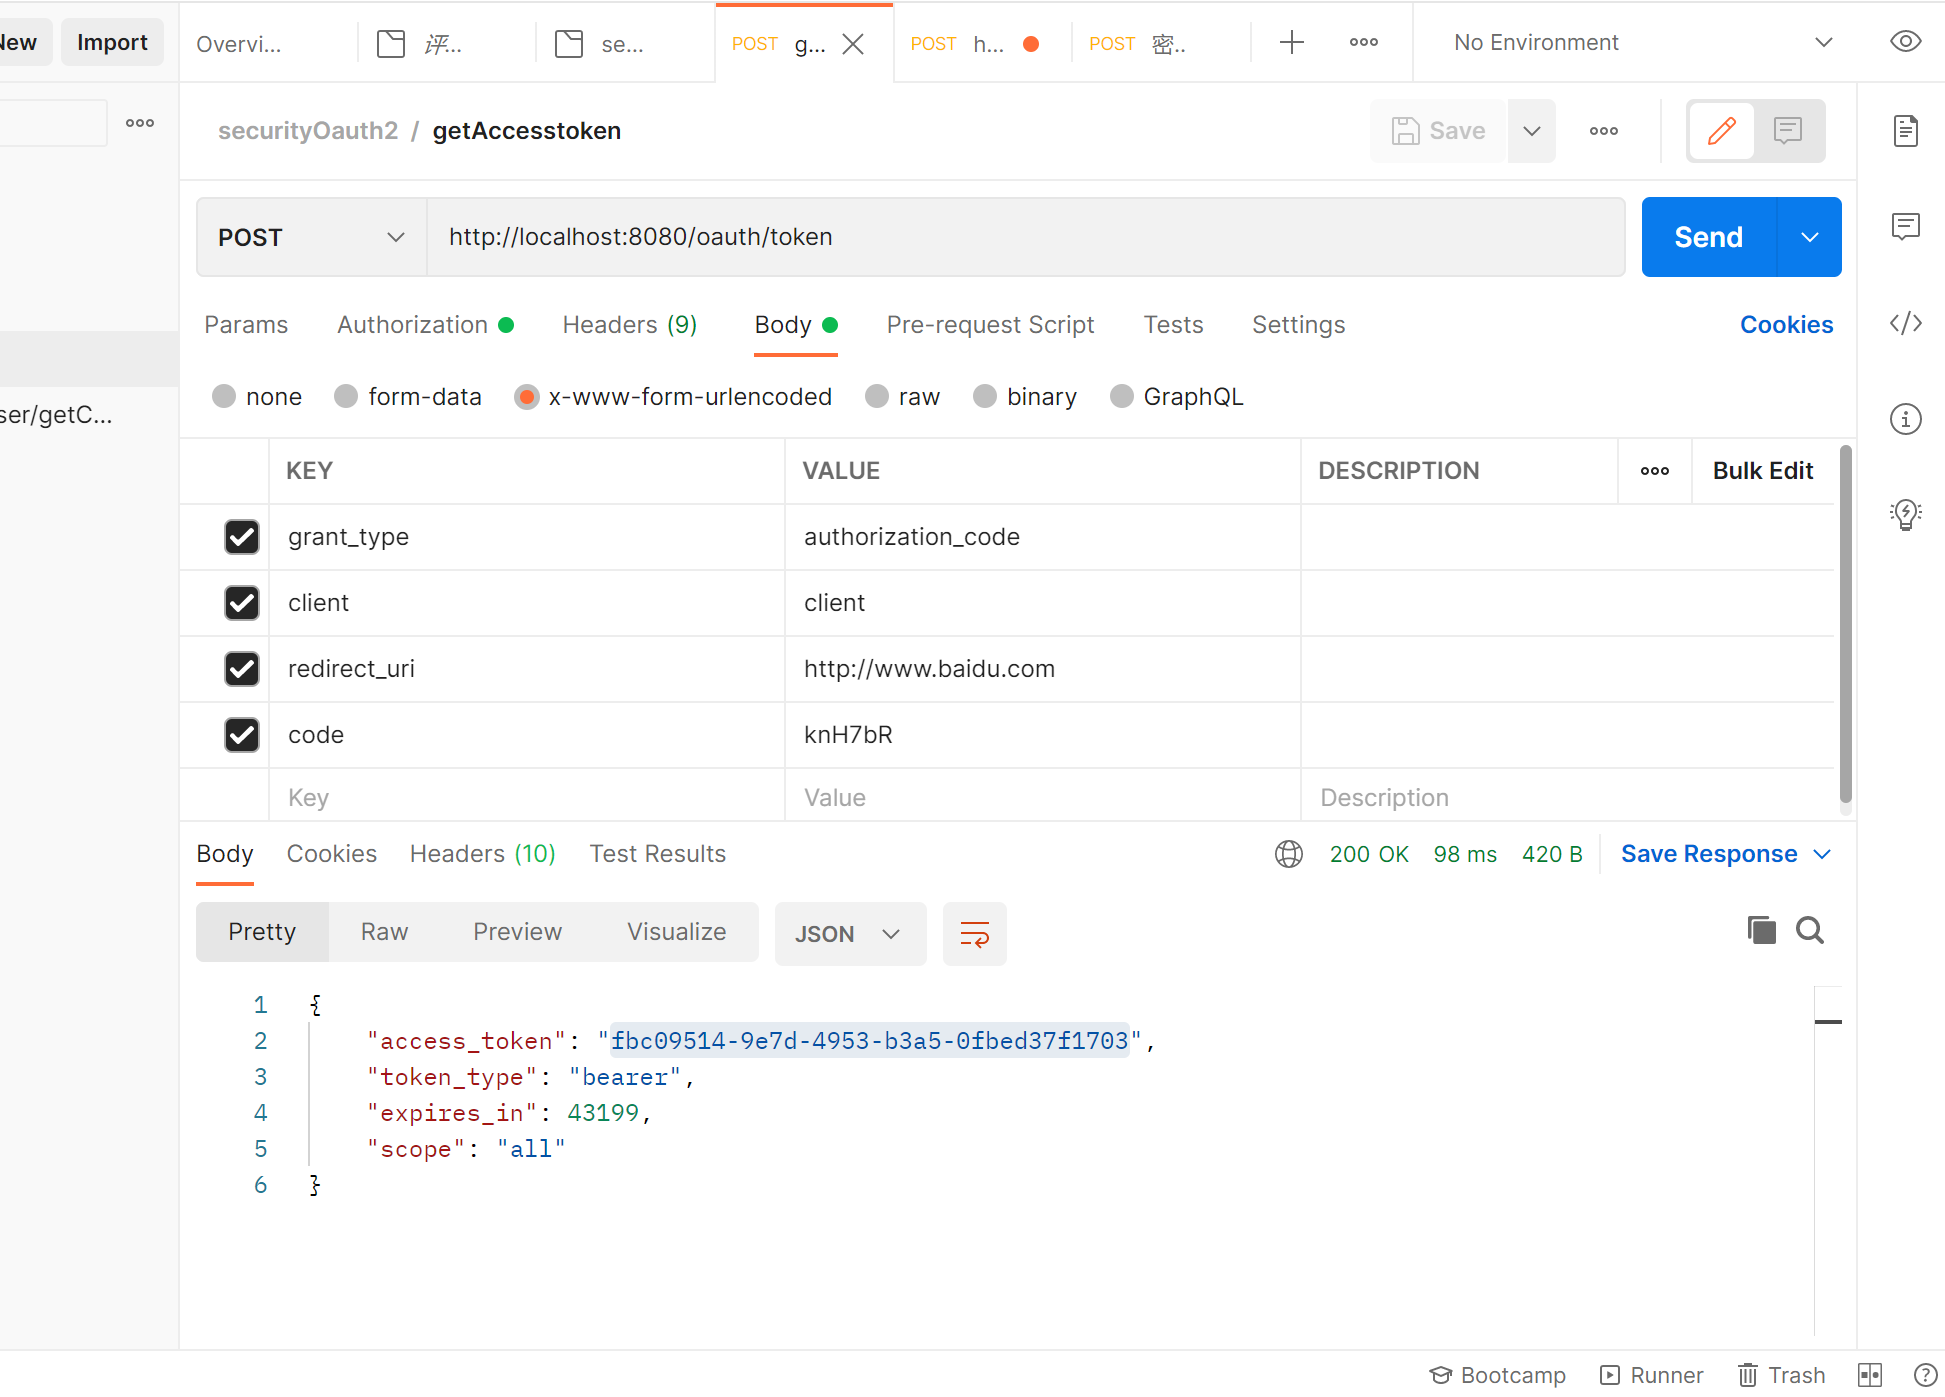 New Import Overvi... 评... se... POST g... POST h... POST 密.. No Environment
securityOauth2 / getAccesstoken Save
POST http://localhost:8080/oauth/token Send
Params Authorization Headers (9) Body Pre-request Script Tests Settings Cookies
none form-data x-www-form-urlencoded raw binary GraphQL
ser/getC...
KEY VALUE DESCRIPTION Bulk Edit
grant_type authorization_code
client client
redirect_uri http://www.baidu.com
code knH7bR
Key Value Description
Body Cookies Headers (10) Test Results 200 OK 98 ms 420 B Save Response
Pretty Raw Preview Visualize JSON
1 {
2 "access_token": "fbc09514-9e7d-4953-b3a5-0fbed37f1703",
3 "token_type": "bearer",
4 "expires_in": 43199,
5 "scope": "all"
6 }
Bootcamp Runner Trash